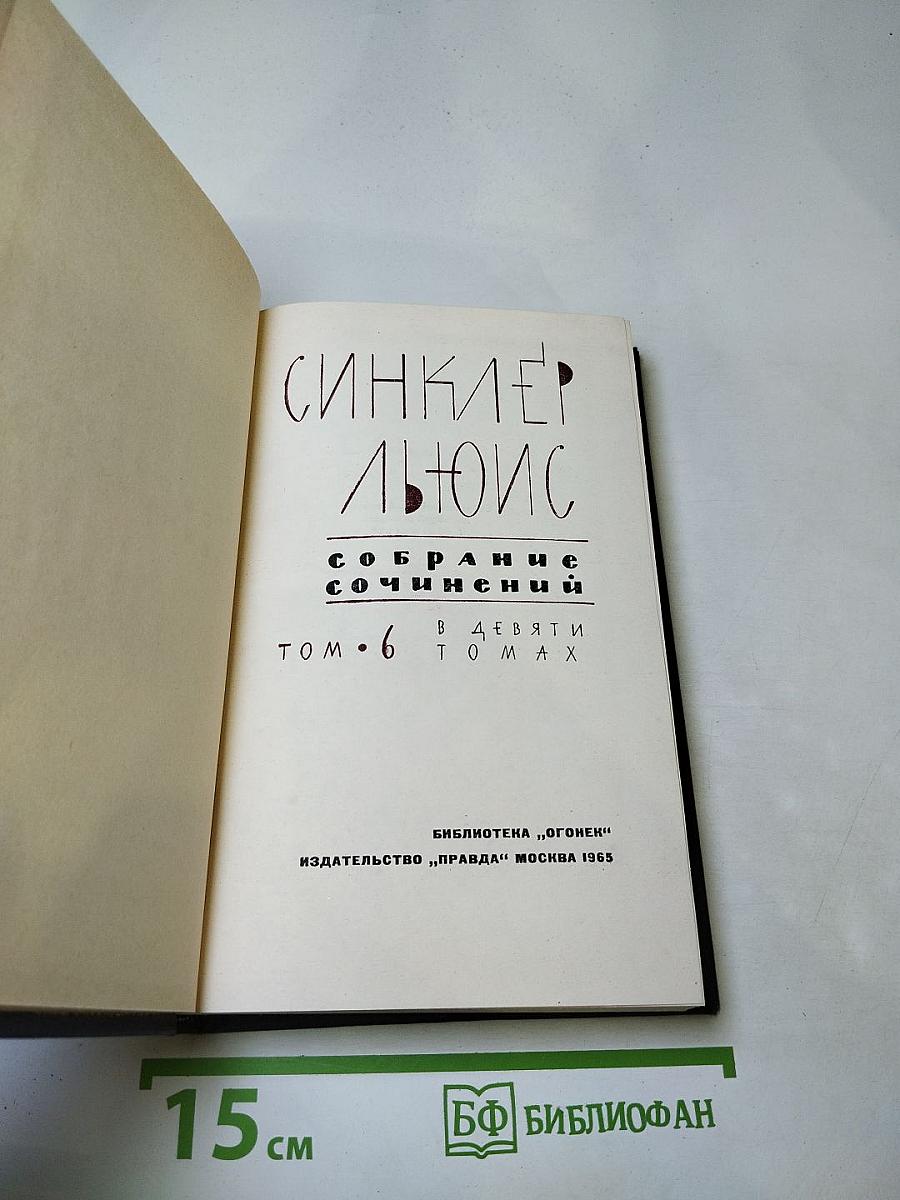 СИНКЛЕР
ЛЬЮИС
СОБРАНИЕ
СОЧИНЕНИЙ
ТОМ • 6
В ДЕВЯТИ
ТОМАХ
БИБЛИОТЕКА „ОГОНЕК“
ИЗДАТЕЛЬСТВО „ПРАВДА“ МОСКВА 1965
15 см
БФ БИБЛИОФАН